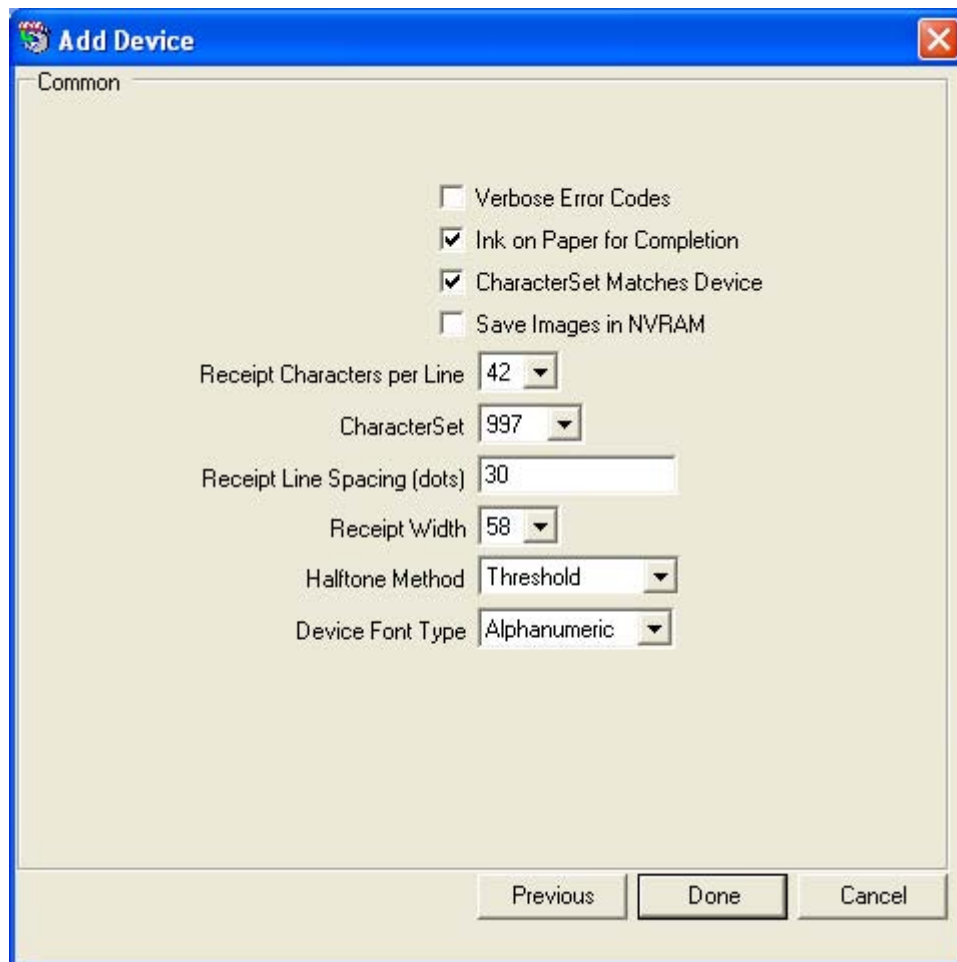 Add Device
Common
Verbose Error Codes
Ink on Paper for Completion
CharacterSet Matches Device
Save Images in NVRAM
Receipt Characters per Line 42
CharacterSet 997
Receipt Line Spacing (dots) 30
Receipt Width 58
Halftone Method Threshold
Device Font Type Alphanumeric
Previous Done Cancel